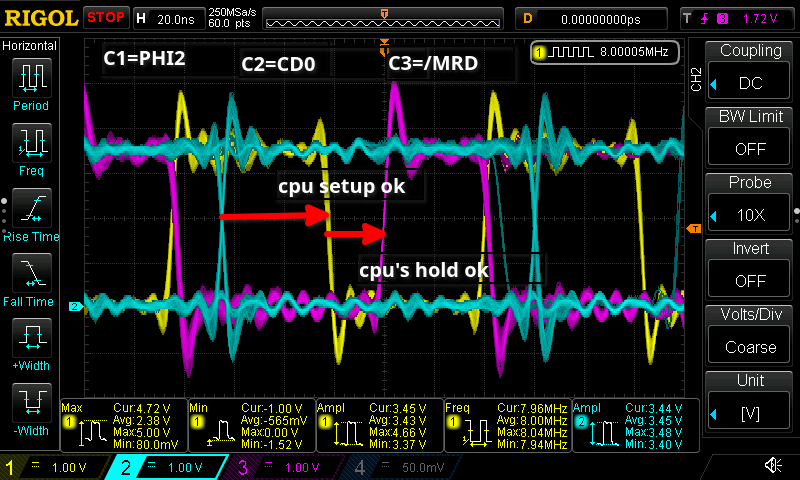 RIGOL STOP H 20.0ns 250MSa/s 60.0 pts T D 0.00000000ps T 3 1.72 V
Horizontal
Period
Freq
Rise Time
Fall Time
+Width
-Width
C1=PHI2 C2=CD0 C3=/MRD
1 8.00005MHz
T
cpu setup ok
cpu's hold ok
T
2
CH2
Coupling
DC
BW Limit
OFF
Probe
10X
Invert
OFF
Volts/Div
Coarse
Unit
[V]
Max
1
Cur:4.72 V
Avg: 2.38 V
Max:5.00 V
Min: 80.0mV
Min
1
Cur:-1.00 V
Avg: -565mV
Max:0.00 V
Min: -1.52 V
Ampl
1
Cur:3.45 V
Avg: 3.43 V
Max:4.66 V
Min: 3.37 V
Freq
1
Cur:7.96MHz
Avg: 8.00MHz
Max:8.04MHz
Min: 7.94MHz
Ampl
2
Cur:3.44 V
Avg: 3.45 V
Max:3.48 V
Min: 3.40 V
1 1.00 V 2 1.00 V 3 1.00 V 4 50.0mV